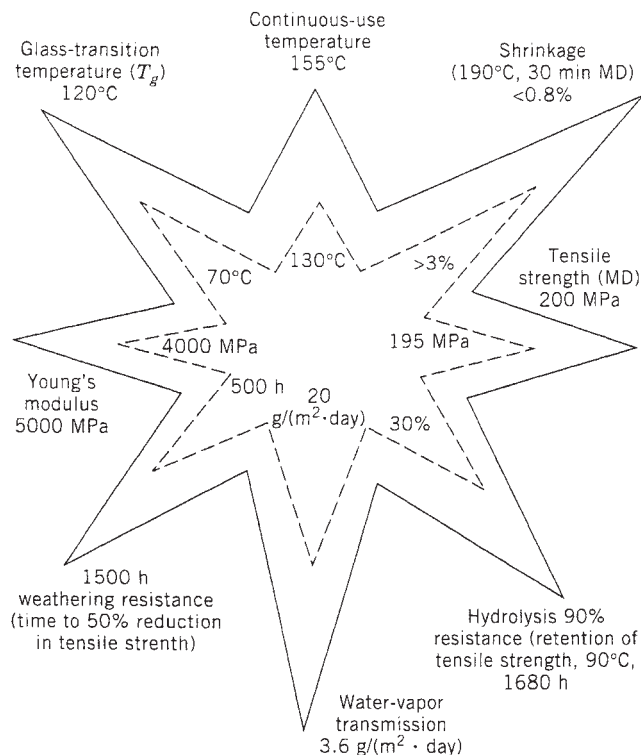 Continuous-use
temperature
155°C
Glass-transition
temperature (Tg)
120°C
Shrinkage
(190°C, 30 min MD)
<0.8%
130°C
70°C
>3%
Tensile
strength (MD)
200 MPa
4000 MPa
195 MPa
Young's
modulus
5000 MPa
500 h
20
g/(m²·day)
30%
1500 h
weathering resistance
(time to 50% reduction
in tensile strenth)
Hydrolysis 90%
resistance (retention of
tensile strength, 90°C,
1680 h
Water-vapor
transmission
3.6 g/(m² · day)